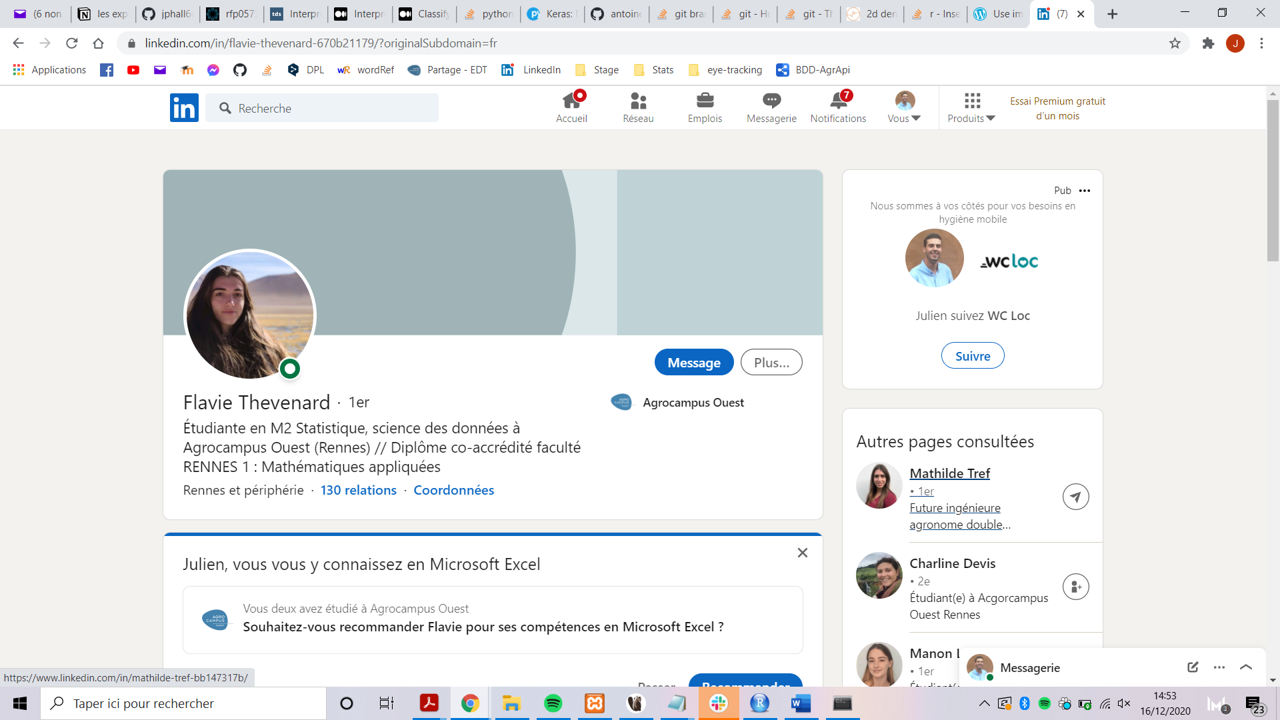 (6 non
les exp
jphall6
rfp057
Interpr
Interpr
Classify
python
Keras:
antoine
git bra
git - H
git - Th
2d den
r - Inse
Use im
(7)
linkedin.com/in/flavie-thevenard-670b21179/?originalSubdomain=fr
J
Applications
DPL
wordRef
Partage - EDT
LinkedIn
Stage
Stats
eye-tracking
BDD-AgrApi
in
Recherche
Accueil
Réseau
Emplois
Messagerie
7
Notifications
Vous
Produits
Essai Premium gratuit
d'un mois
Pub
Nous sommes à vos côtés pour vos besoins en
hygiène mobile
wcloc
Julien suivez WC Loc
Suivre
Message
Plus...
Flavie Thevenard · 1er
Agrocampus Ouest
Étudiante en M2 Statistique, science des données à
Agrocampus Ouest (Rennes) // Diplôme co-accrédité faculté
RENNES 1 : Mathématiques appliquées
Rennes et périphérie · 130 relations · Coordonnées
Autres pages consultées
Mathilde Tref
• 1er
Future ingénieure
agronome double...
Charline Devis
• 2e
Étudiant(e) à Acgorcampus
Ouest Rennes
Manon
• 1er
Julien, vous vous y connaissez en Microsoft Excel
Vous deux avez étudié à Agrocampus Ouest
Souhaitez-vous recommander Flavie pour ses compétences en Microsoft Excel ?
Passer
Recommander
Messagerie
https://www.linkedin.com/in/mathilde-tref-bb147317b/
Taper ici pour rechercher
14:53
16/12/2020
23